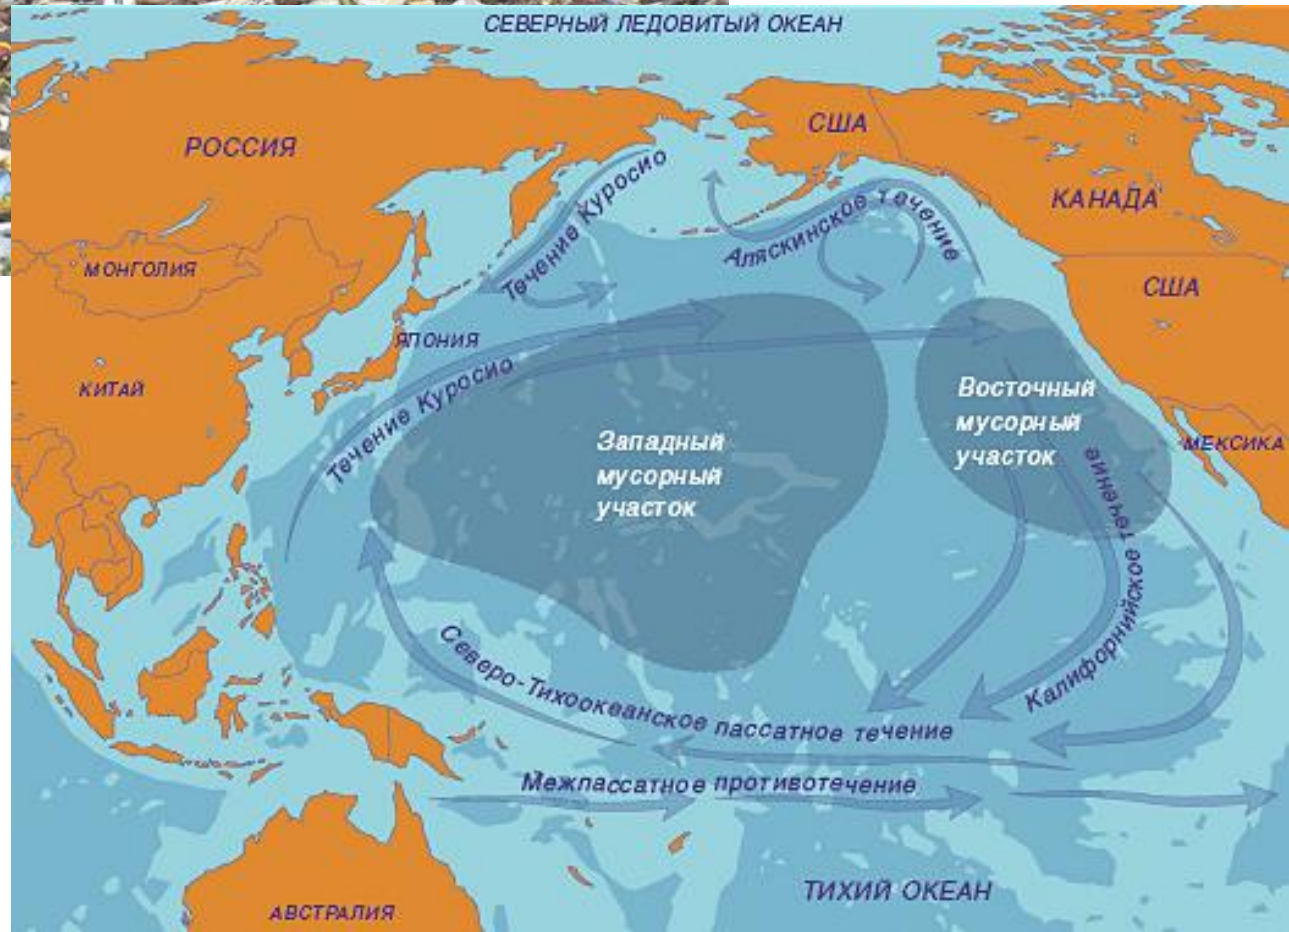 СЕВЕРНЫЙ ЛЕДОВИТЫЙ ОКЕАН
США
РОССИЯ
КАНАДА
Течение Куросио
Аляскинское течение
МОНГОЛИЯ
США
ЯПОНИЯ
КИТАЙ
Течение Куросио
Восточный
мусорный
участок
Западный
мусорный
участок
МЕКСИКА
Калифорнийское течение
Северо-Тихоокеанское пассатное течение
Межпассатное противотечение
ТИХИЙ ОКЕАН
АВСТРАЛИЯ